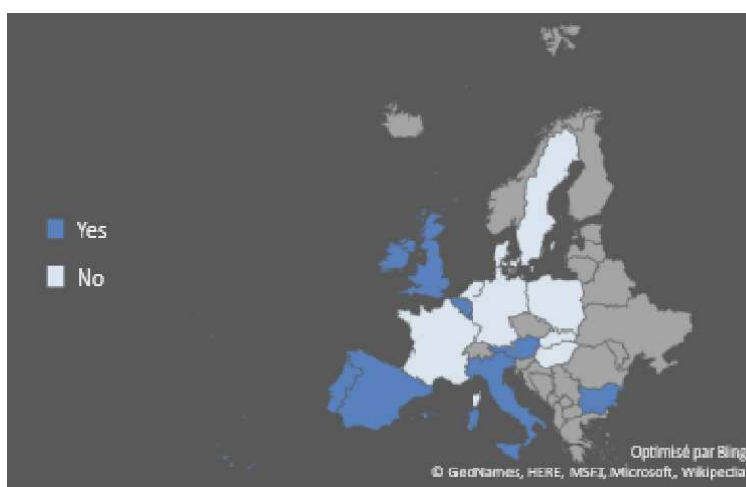 Yes
No
Optimisé par Bing
© GeoNames, HERE, MSFT, Microsoft, Wikipedia